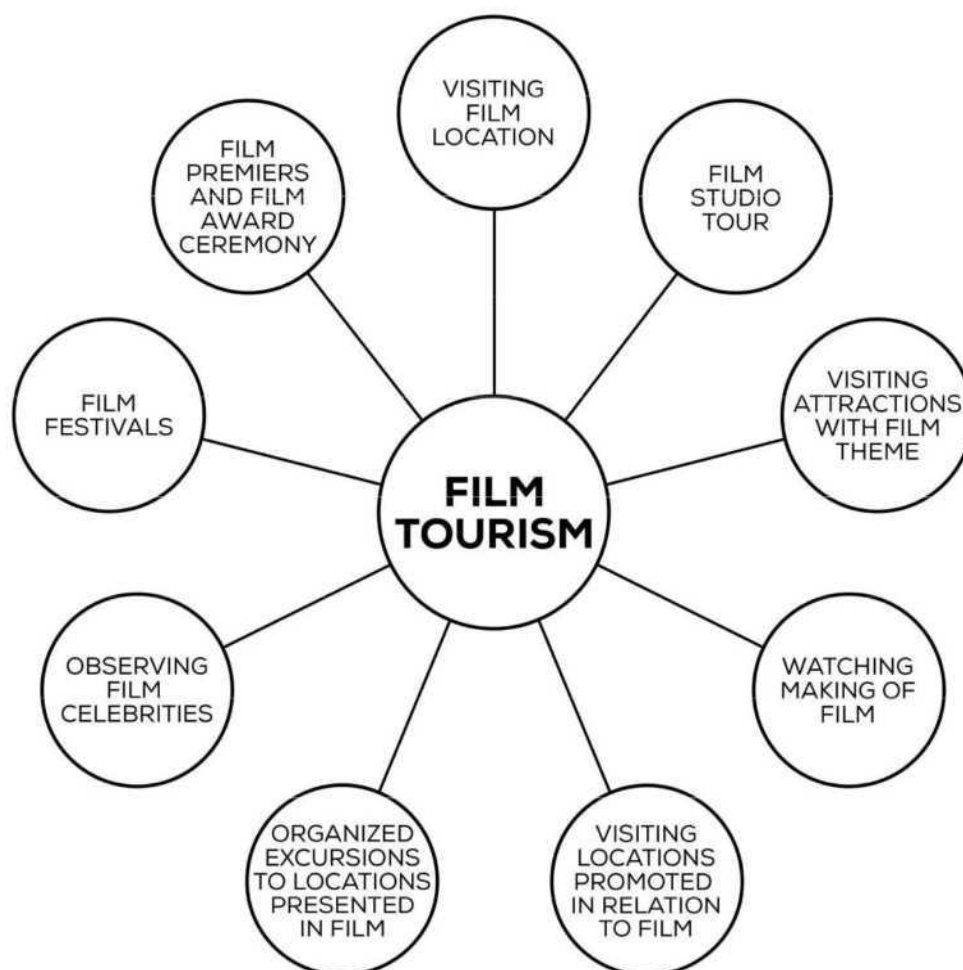 VISITING
FILM
LOCATION
FILM
STUDIO
TOUR
VISITING
ATTRACTIONS
WITH FILM
THEME
WATCHING
MAKING OF
FILM
VISITING
LOCATIONS
PROMOTED
IN RELATION
TO FILM
ORGANIZED
EXCURSIONS
TO LOCATIONS
PRESENTED
IN FILM
OBSERVING
FILM
CELEBRITIES
FILM
FESTIVALS
FILM
PREMIERS
AND FILM
AWARD
CEREMONY
FILM
TOURISM